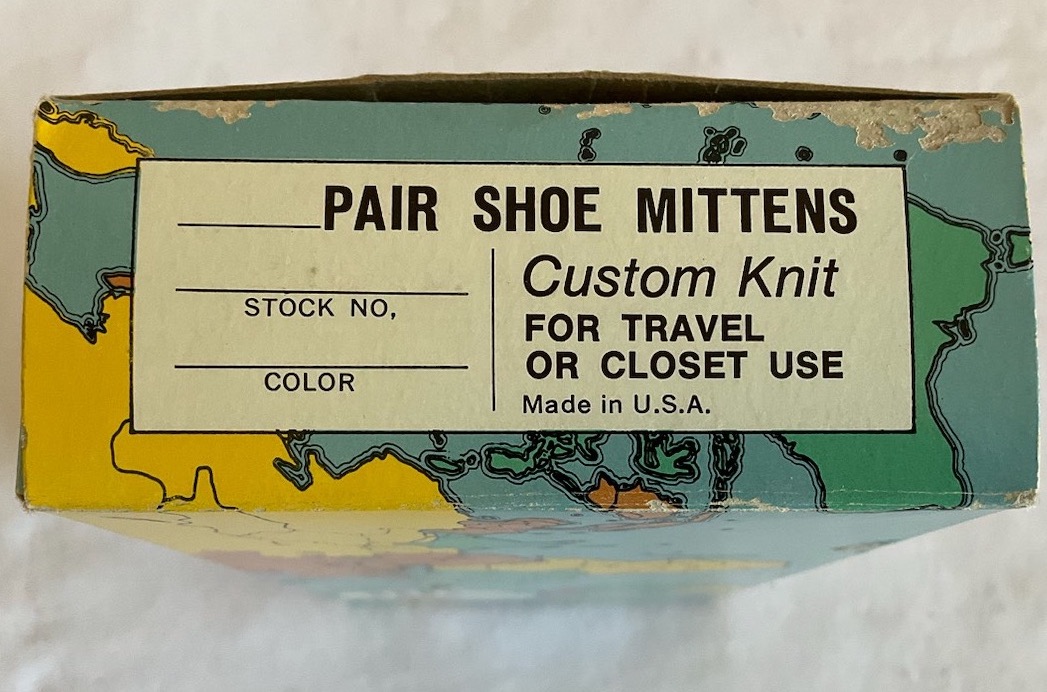 PAIR SHOE MITTENS
STOCK NO,
COLOR
Custom Knit
FOR TRAVEL
OR CLOSET USE
Made in U.S.A.